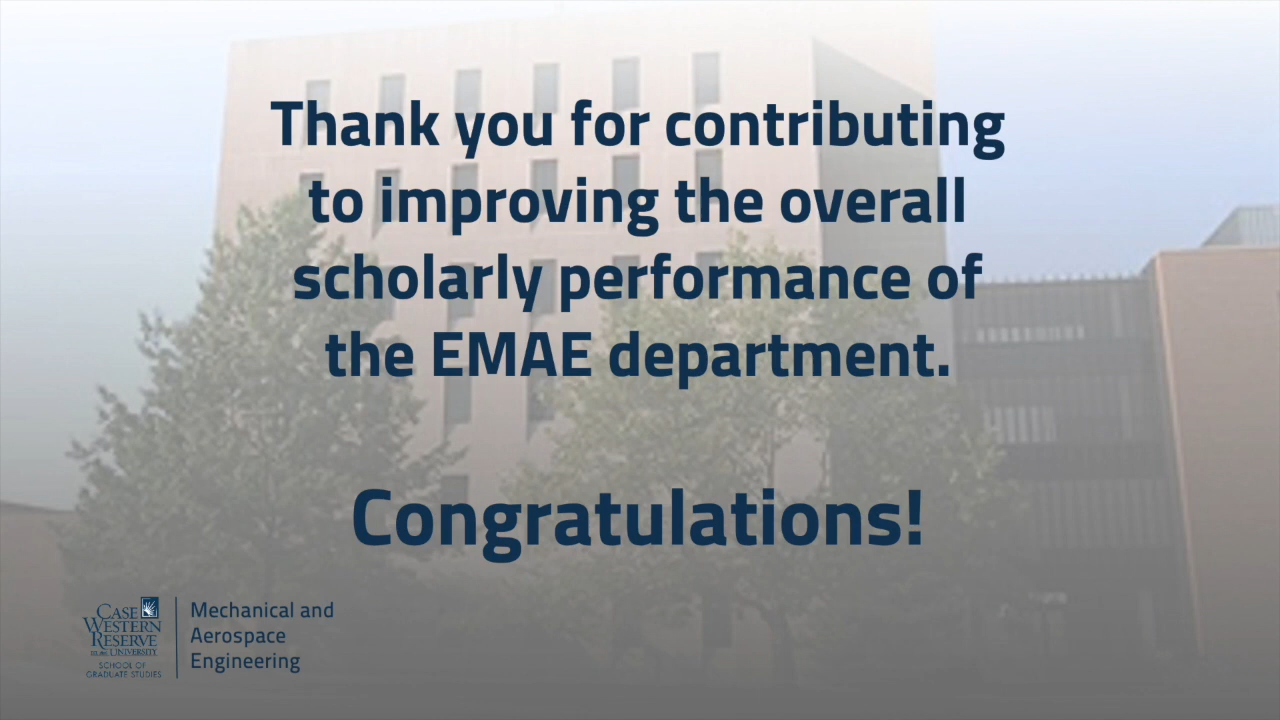 Thank you for contributing
to improving the overall
scholarly performance of
the EMAE department.
Congratulations!
CASE
WESTERN
RESERVE
UNIVERSITY
SCHOOL OF
GRADUATE STUDIES
Mechanical and
Aerospace
Engineering